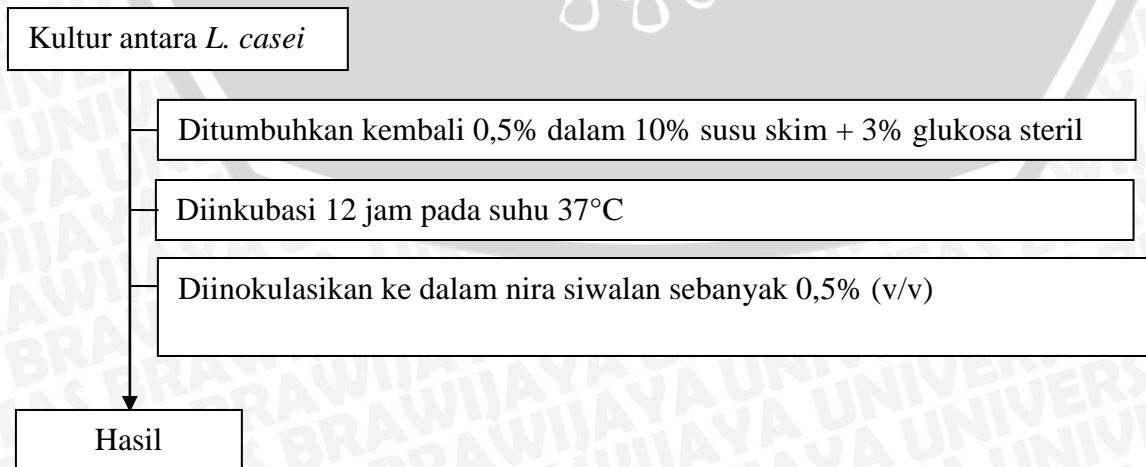 Kultur antara L. casei
Ditumbuhkan kembali 0,5% dalam 10% susu skim + 3% glukosa steril
Diinkubasi 12 jam pada suhu 37°C
Diinokulasikan ke dalam nira siwalan sebanyak 0,5% (v/v)
Hasil